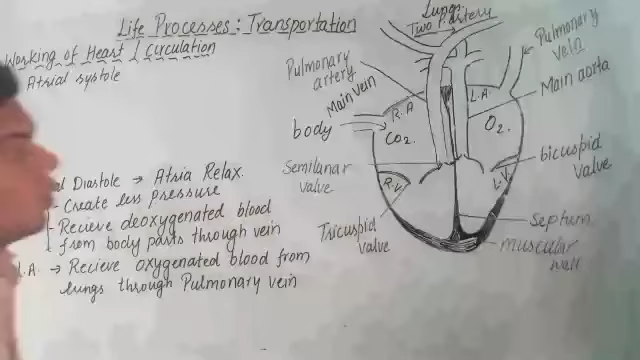 Life Processes : Transportation
Working of Heart / Circulation
Atrial systole
Diastole → Atria Relax.
- Create less pressure
- Recieve deoxygenated blood
from body parts through vein
L.A. → Recieve oxygenated blood from
lungs through Pulmonary vein
Lungs
Two Partery
Pulmonary
vein
Pulmonary
artery
Main vein
Main aorta
R.A
L.A
body
CO2.
O2.
Semilanar
valve
bicuspid
Valve
R.V
L.V
Tricuspid
valve
Septum
muscular
wall